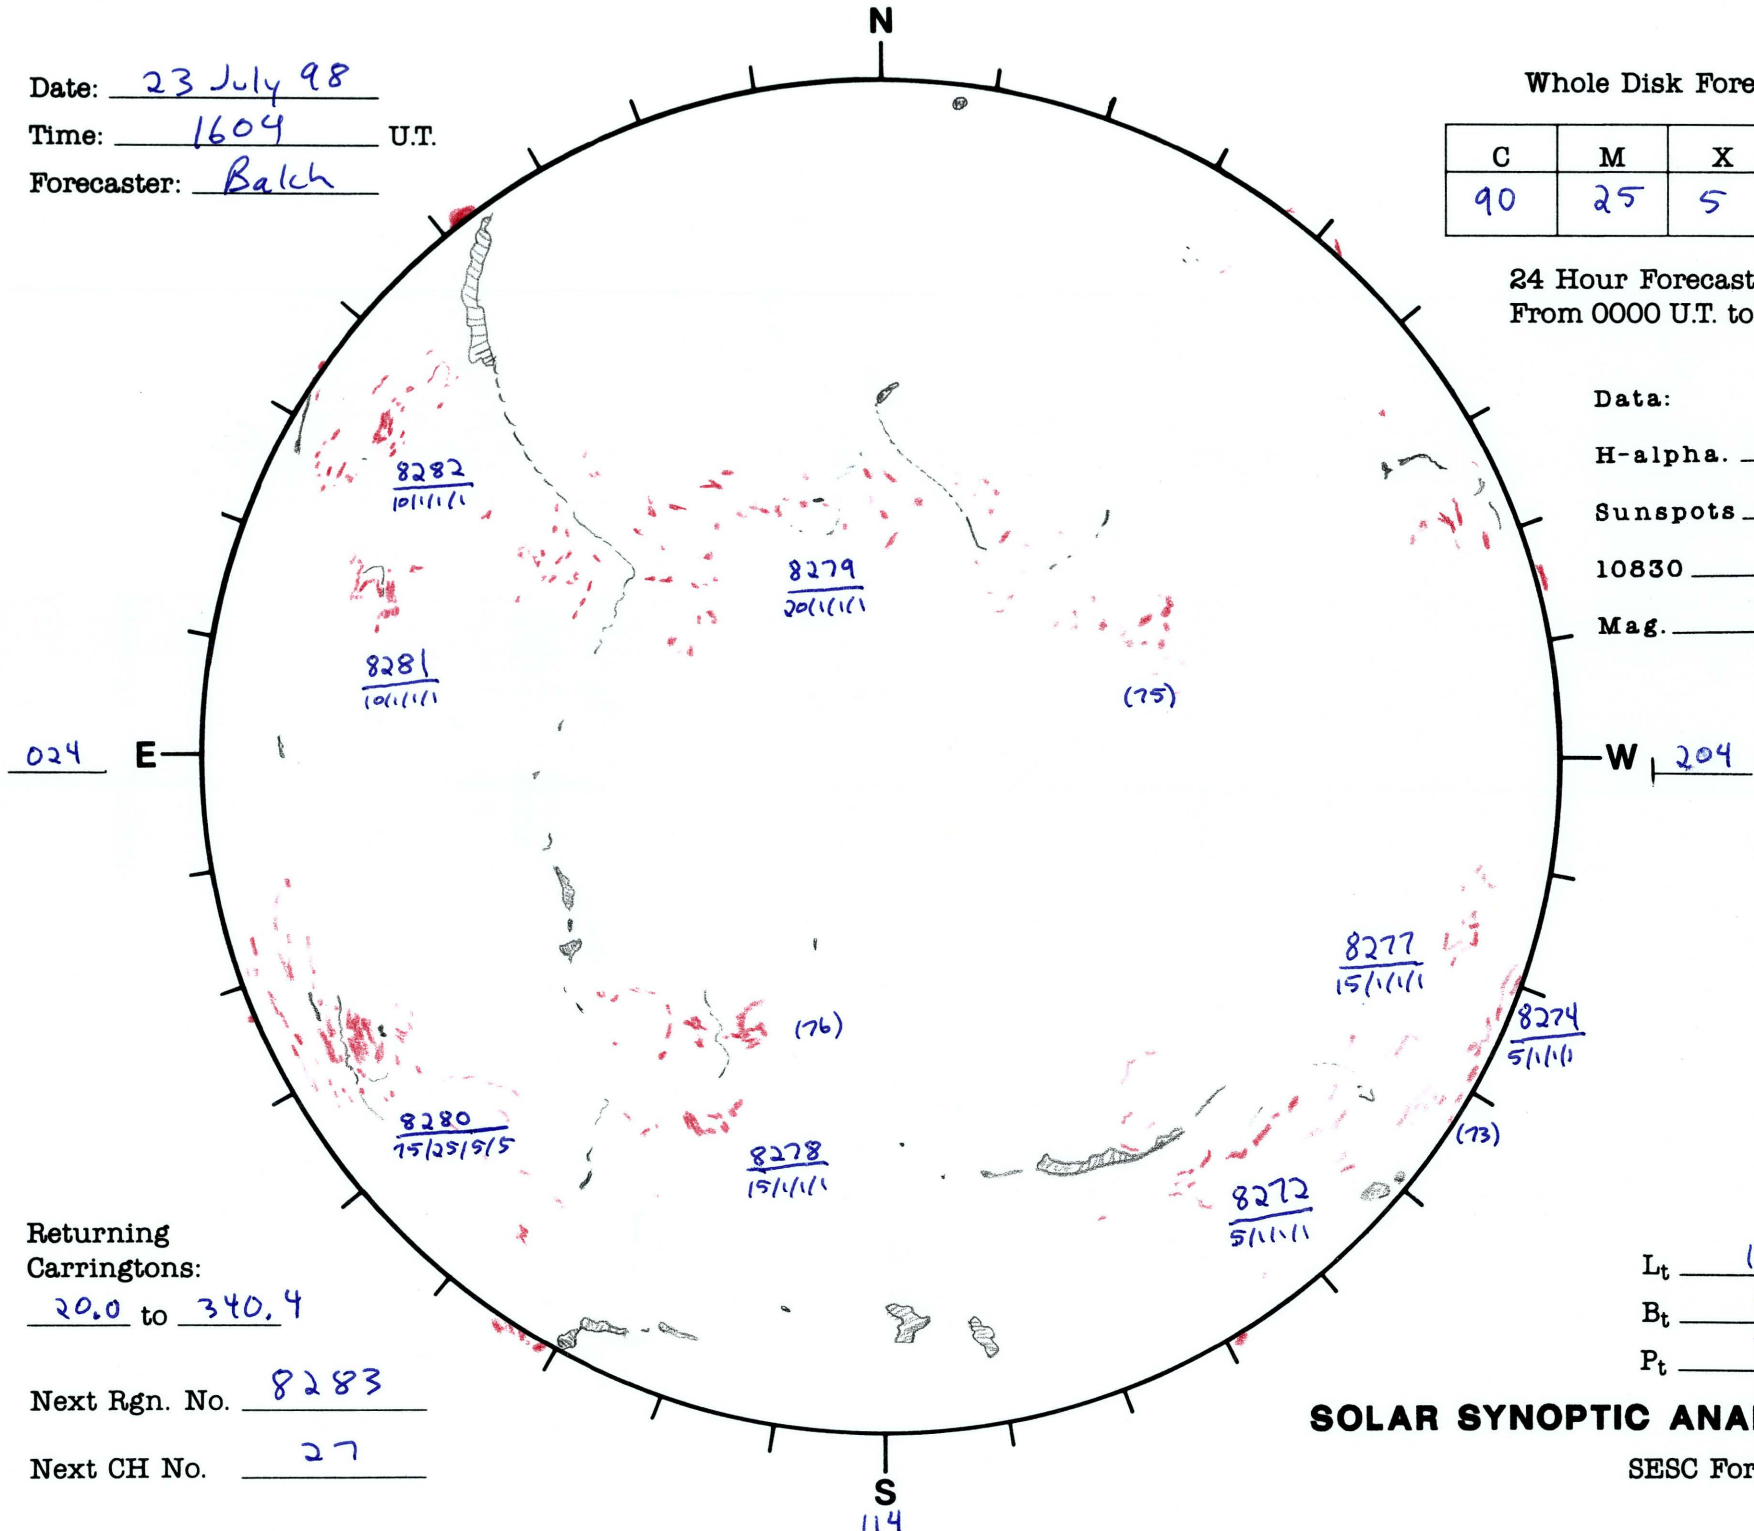 N
Date: 23 July 98
Time: 1604 U.T.
Forecaster: Balch
Whole Disk Fore
C M X
90 25 5
24 Hour Forecast
From 0000 U.T. to
Data:
H-alpha.
Sunspots
10830
Mag.
8282
10/1/1/1
8279
20/1/1/1
8281
10/1/1/1
(75)
024 E
W 204
8277
15/1/1/1
8274
5/1/1/1
(76)
8280
75/25/5/5
(73)
8278
15/1/1/1
8272
5/1/1/1
Returning
Carringtons:
20.0 to 340.4
Lt
Bt
Pt
Next Rgn. No. 8283
Next CH No. 27
SOLAR SYNOPTIC
SESC For
S
114